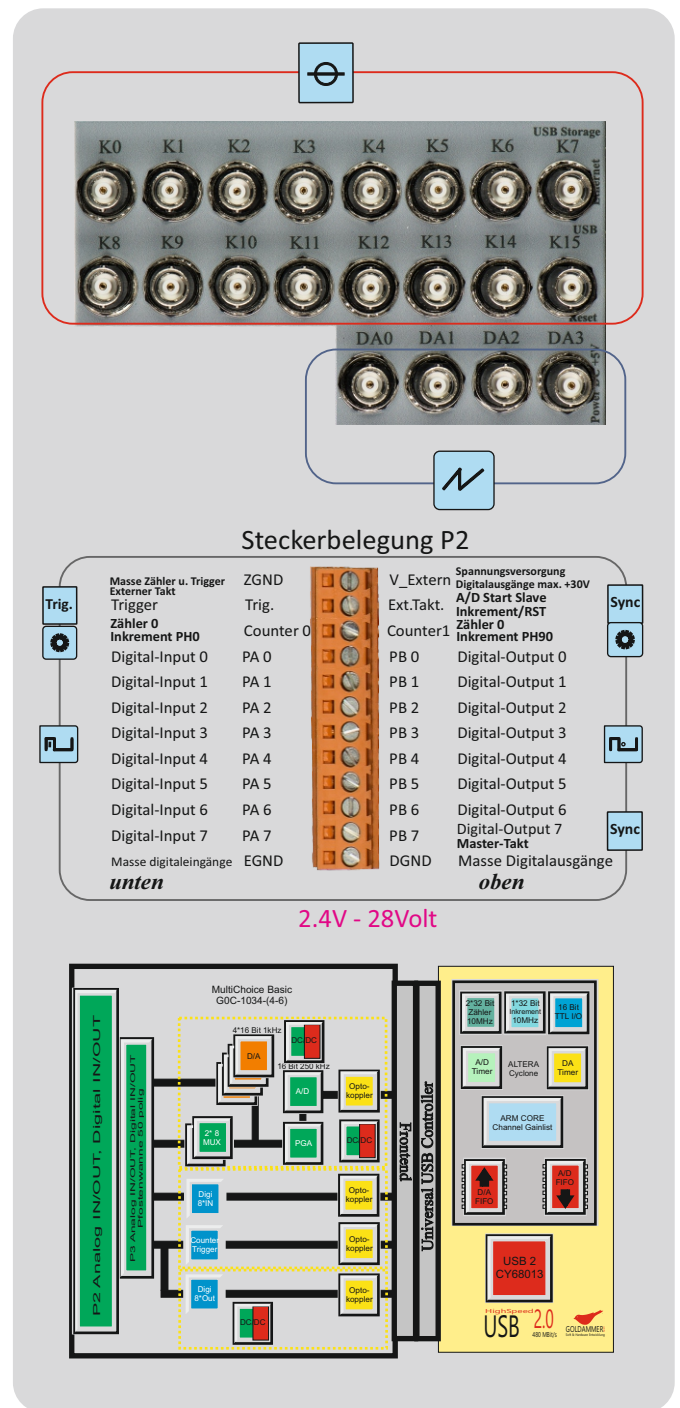 USB Storage
K0 K1 K2 K3 K4 K5 K6 K7
Ethernet
USB
K8 K9 K10 K11 K12 K13 K14 K15
Reset
DA0 DA1 DA2 DA3
Power DC +5V
Steckerbelegung P2
Masse Zähler u. Trigger ZGND V_Extern Spannungsversorgung
Externer Takt Digitalausgänge max. +30V
Trig. Trigger Trig. Ext.Takt. A/D Start Slave Sync
Inkrement/RST
Zähler 0 Counter 0 Counter1 Zähler 0
Inkrement PH0 Inkrement PH90
Digital-Input 0 PA 0 PB 0 Digital-Output 0
Digital-Input 1 PA 1 PB 1 Digital-Output 1
Digital-Input 2 PA 2 PB 2 Digital-Output 2
Digital-Input 3 PA 3 PB 3 Digital-Output 3
Digital-Input 4 PA 4 PB 4 Digital-Output 4
Digital-Input 5 PA 5 PB 5 Digital-Output 5
Digital-Input 6 PA 6 PB 6 Digital-Output 6
Digital-Input 7 PA 7 PB 7 Digital-Output 7 Sync
Master-Takt
Masse digitaleingänge EGND DGND Masse Digitalausgänge
unten oben
2.4V - 28Volt
P2 Analog IN/OUT, Digital IN/OUT
P3 Analog IN/OUT, Digital IN/OUT
Pfostenwanne 50 polig
MultiChoice Basic
G0C-1034-(4-6)
4*16 Bit 1kHz
D/A
DC/DC
16 Bit 250 kHz
A/D
Opto-
koppler
2* 8
MUX
PGA
DC/DC
Digi
8*IN
Opto-
koppler
Counter
Trigger
Opto-
koppler
Digi
8*Out
Opto-
koppler
DC/DC
Frontend
Universal USB Controller
2*32 Bit
Zähler
10MHz
1*32 Bit
Inkrement
10MHz
16 Bit
TTL I/O
A/D
Timer
ALTERA
Cyclone
DA
Timer
ARM CORE
Channel Gainlist
D/A
FIFO
A/D
FIFO
USB 2
CY68013
HighSpeed
USB 2.0
480 MBit/s
GOLDAMMER